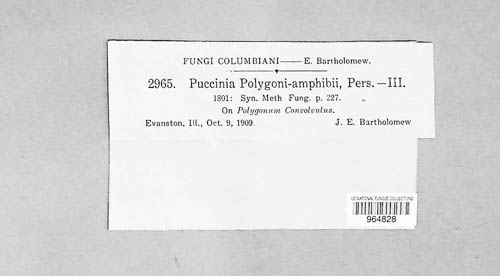 FUNGI COLUMBIANI—E. Bartholomew.
2965. Puccinia Polygoni-amphibii, Pers.—III.
1801: Syn. Meth Fung. p. 227.
On Polygonum Convolvulus.
Evanston, Ill., Oct. 9, 1909. J. E. Bartholomew
US NATIONAL FUNGUS COLLECTIONS
964828